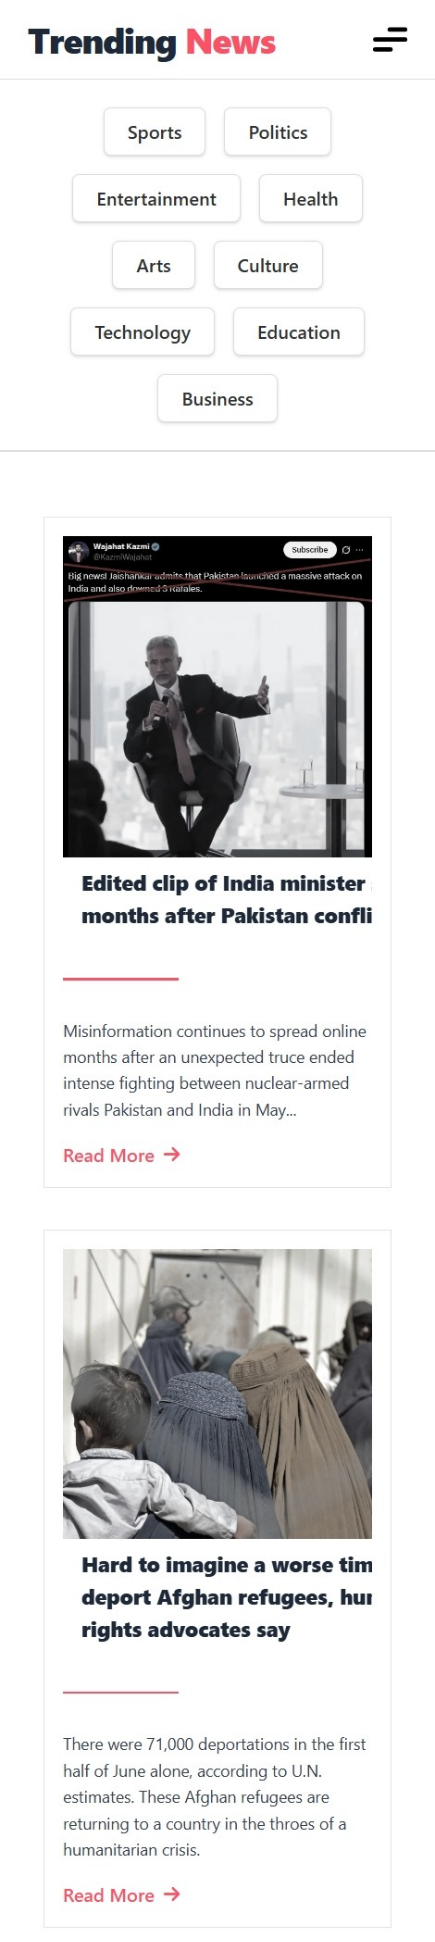 Trending News
Sports
Politics
Entertainment
Health
Arts
Culture
Technology
Education
Business
Wajahat Kazmi
@KazmiWajahat
Subscribe
Big news! Jaishankar admits that Pakistan launched a massive attack on
India and also downed 3 Rafales.
Edited clip of India minister
months after Pakistan confli
Misinformation continues to spread online
months after an unexpected truce ended
intense fighting between nuclear-armed
rivals Pakistan and India in May...
Read More →
Hard to imagine a worse tim
deport Afghan refugees, hu
rights advocates say
There were 71,000 deportations in the first
half of June alone, according to U.N.
estimates. These Afghan refugees are
returning to a country in the throes of a
humanitarian crisis.
Read More →